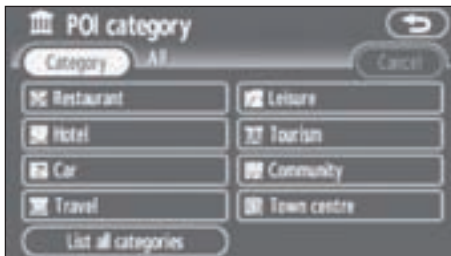 POI category
Category All Cancel
Restaurant Leisure
Hotel Tourism
Car Community
Travel Town centre
List all categories